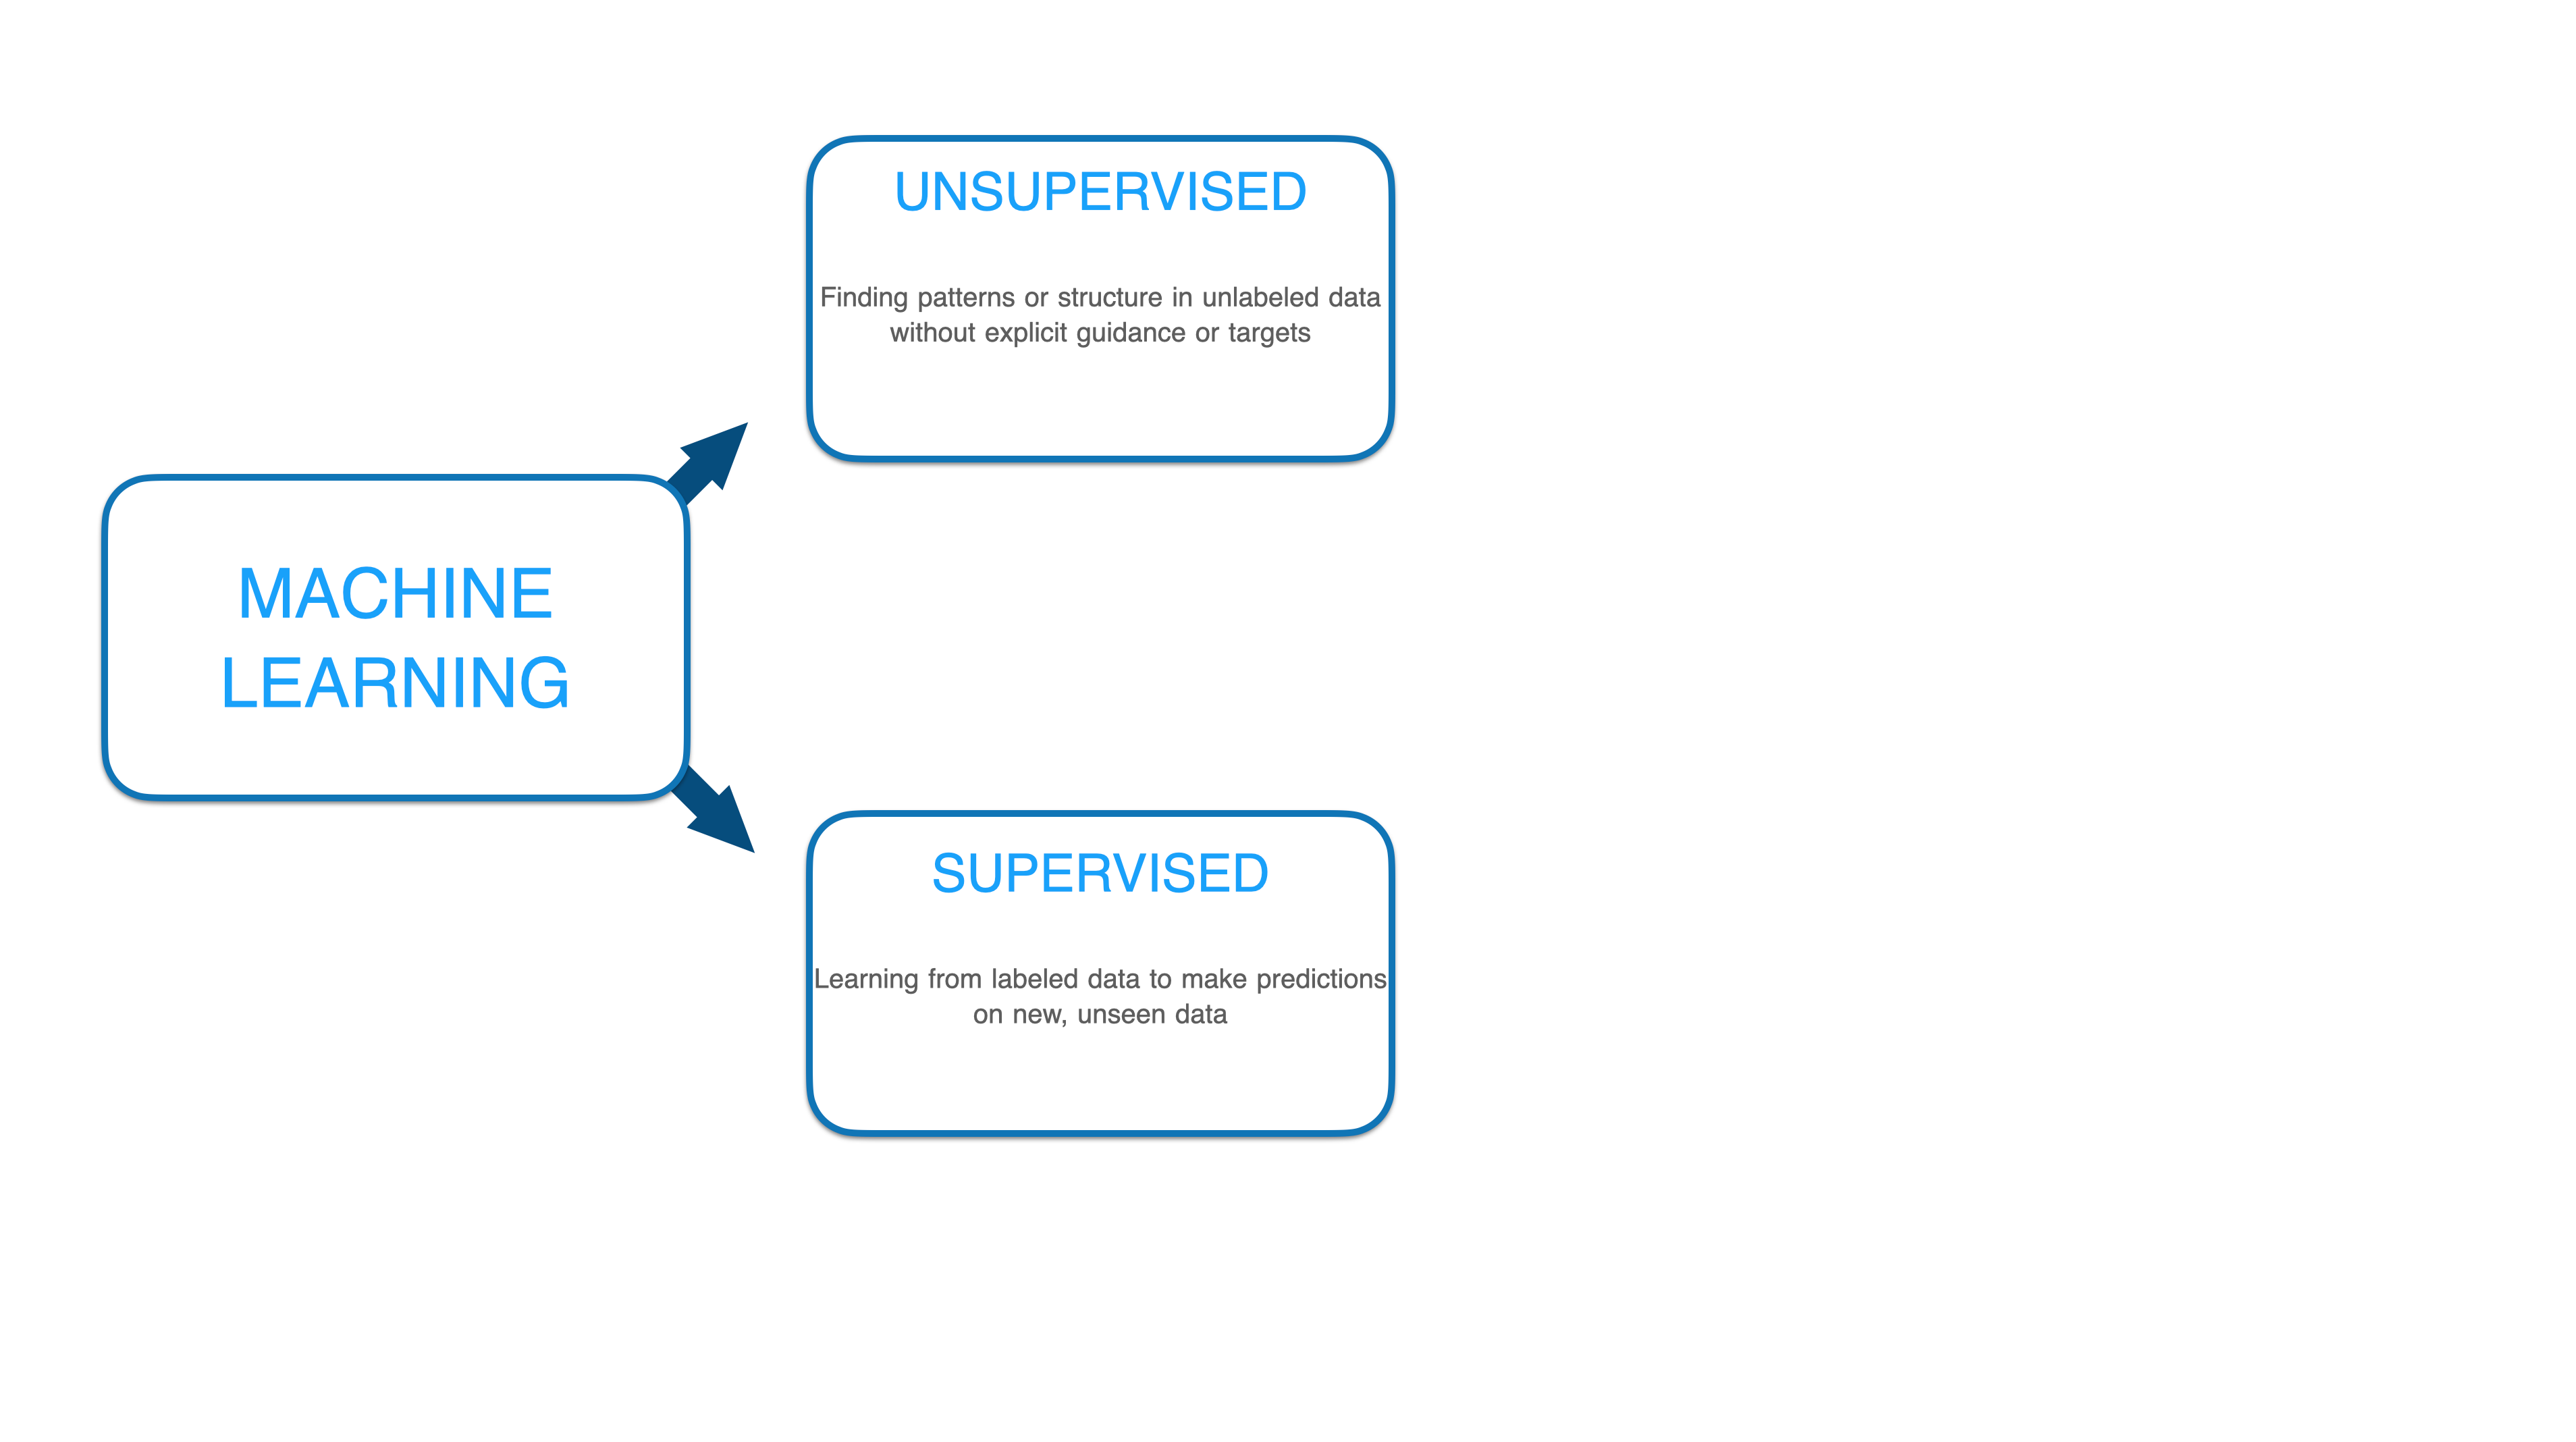 MACHINE
LEARNING
UNSUPERVISED
Finding patterns or structure in unlabeled data
without explicit guidance or targets
SUPERVISED
Learning from labeled data to make predictions
on new, unseen data